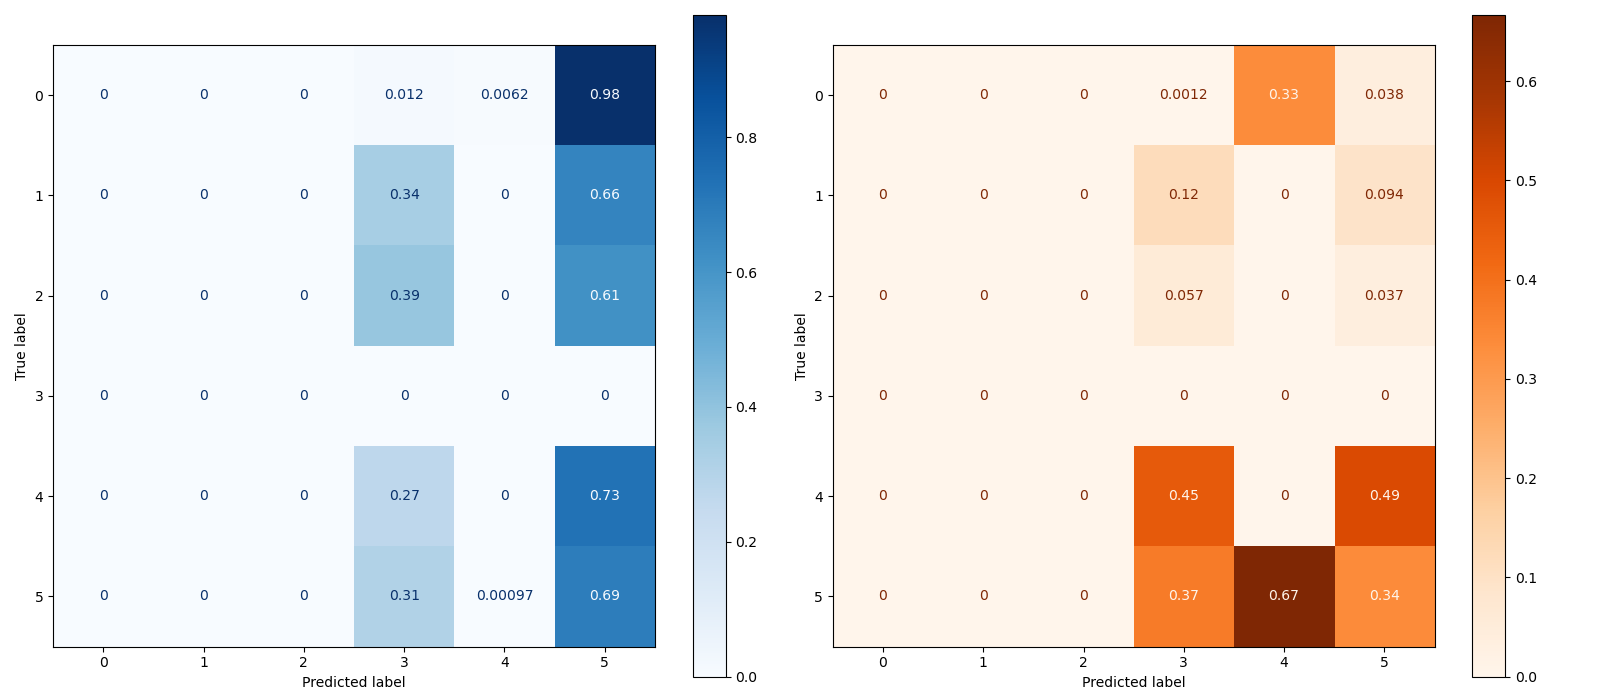 0 0 0 0 0.012 0.0062 0.98
1 0 0 0 0.34 0 0.66
2 0 0 0 0.39 0 0.61
3 0 0 0 0 0 0
4 0 0 0 0.27 0 0.73
5 0 0 0 0.31 0.00097 0.69
0 1 2 3 4 5
Predicted label
True label
0.8
0.6
0.4
0.2
0.0
0 0 0 0 0.0012 0.33 0.038
1 0 0 0 0.12 0 0.094
2 0 0 0 0.057 0 0.037
3 0 0 0 0 0 0
4 0 0 0 0.45 0 0.49
5 0 0 0 0.37 0.67 0.34
0 1 2 3 4 5
Predicted label
True label
0.6
0.5
0.4
0.3
0.2
0.1
0.0